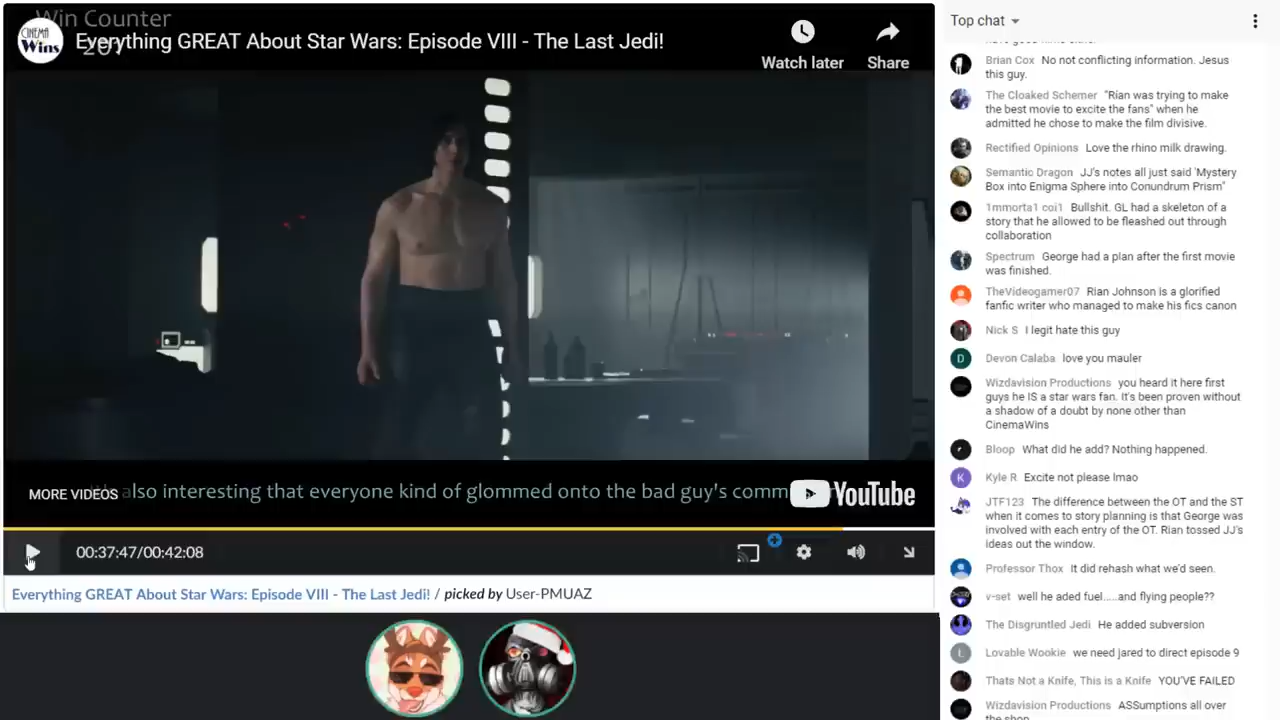 Win Counter
207
CINEMA
Wins
Everything GREAT About Star Wars: Episode VIII - The Last Jedi!
Watch later
Share
MORE VIDEOS
also interesting that everyone kind of glommed onto the bad guy's comm
YouTube
00:37:47/00:42:08
Everything GREAT About Star Wars: Episode VIII - The Last Jedi! / picked by User-PMUAZ
Top chat
Brian Cox No not conflicting information. Jesus
this guy.
The Cloaked Schemer "Rian was trying to make
the best movie to excite the fans" when he
admitted he chose to make the film divisive.
Rectified Opinions Love the rhino milk drawing.
Semantic Dragon JJ's notes all just said 'Mystery
Box into Enigma Sphere into Conundrum Prism"
1mmorta1 coi1 Bullshit. GL had a skeleton of a
story that he allowed to be fleashed out through
collaboration
Spectrum George had a plan after the first movie
was finished.
TheVideogamer07 Rian Johnson is a glorified
fanfic writer who managed to make his fics canon
Nick S I legit hate this guy
D
Devon Calaba love you mauler
Wizdavision Productions you heard it here first
guys he IS a star wars fan. It's been proven without
a shadow of a doubt by none other than
CinemaWins
Bloop What did he add? Nothing happened.
K
Kyle R. Excite not please lmao
JTF123 The difference between the OT and the ST
when it comes to story planning is that George was
involved with each entry of the OT. Rian tossed JJ's
ideas out the window.
Professor Thox It did rehash what we'd seen.
v-set well he aded fuel.....and flying people??
The Disgruntled Jedi He added subversion
L
Lovable Wookie we need jared to direct episode 9
Thats Not a Knife, This is a Knife YOU'VE FAILED
Wizdavision Productions ASSumptions all over
the shop